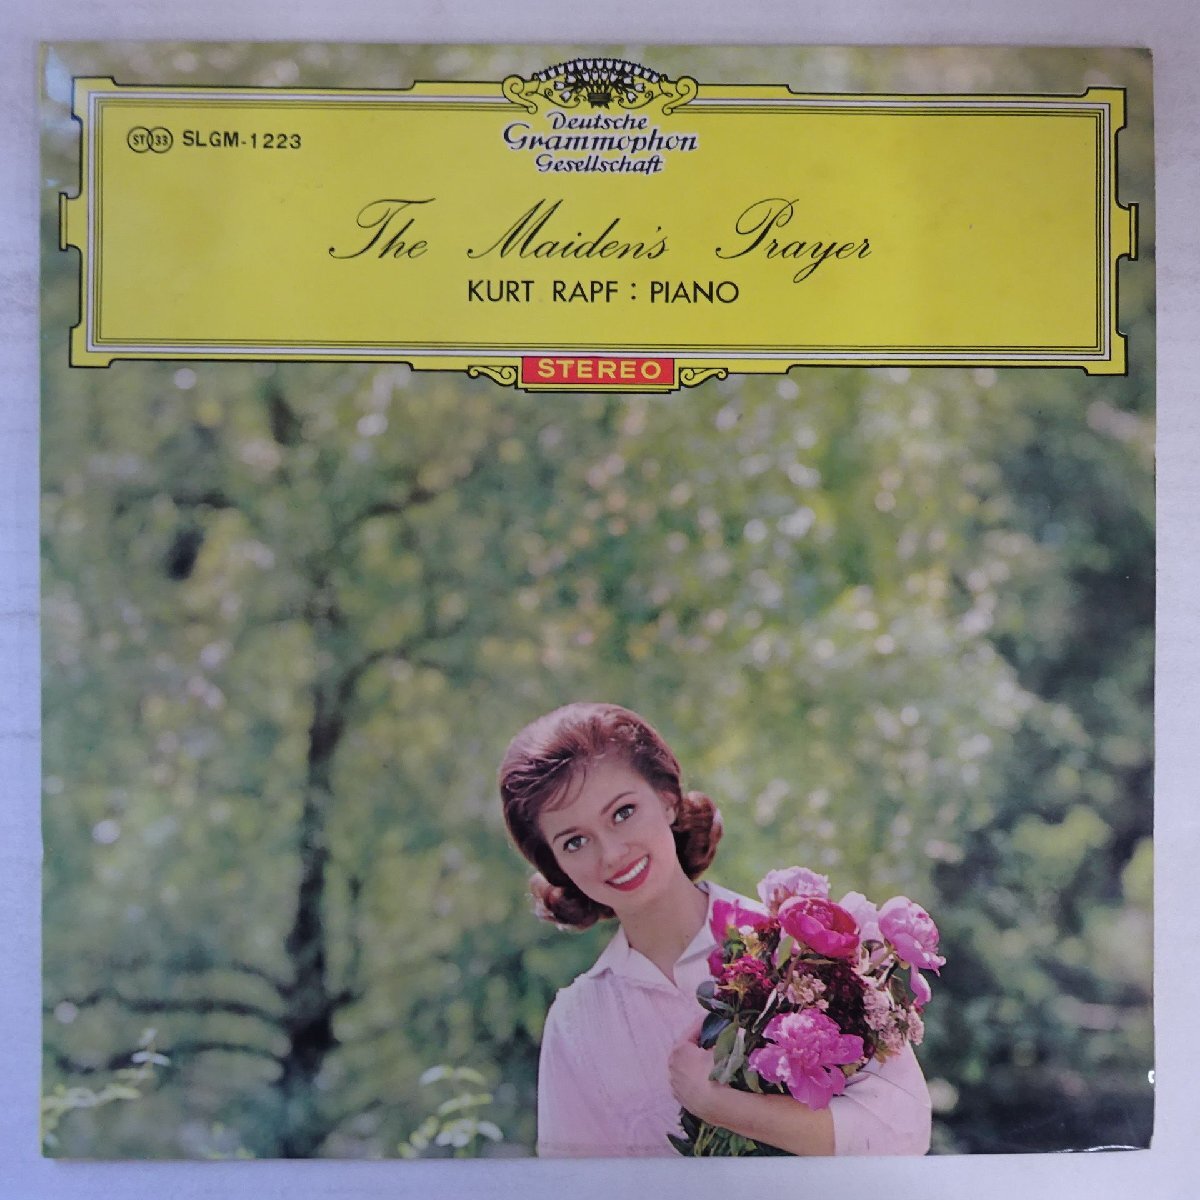 ST 33 SLGM-1223
Deutsche
Grammophon
Gesellschaft
The Maiden's Prayer
KURT RAPF : PIANO
STEREO